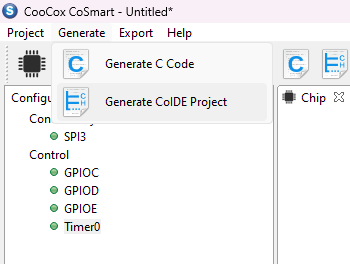 CooCox CoSmart - Untitled*
Project Generate Export Help
Generate C Code
Generate CoIDE Project
Configu
Chip
Con
SPI3
Control
GPIOC
GPIOD
GPIOE
Timer0